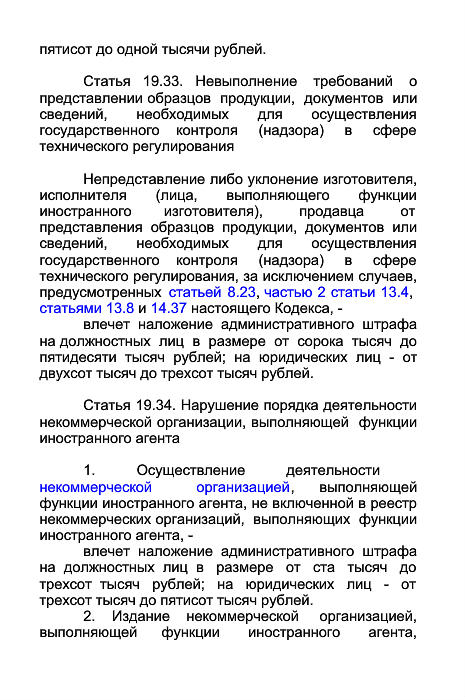 пятисот до одной тысячи рублей.
Статья 19.33. Невыполнение требований о
представлении образцов продукции, документов или
сведений, необходимых для осуществления
государственного контроля (надзора) в сфере
технического регулирования
Непредставление либо уклонение изготовителя,
исполнителя (лица, выполняющего функции
иностранного изготовителя), продавца от
представления образцов продукции, документов или
сведений, необходимых для осуществления
государственного контроля (надзора) в сфере
технического регулирования, за исключением случаев,
предусмотренных статьей 8.23, частью 2 статьи 13.4,
статьями 13.8 и 14.37 настоящего Кодекса, -
влечет наложение административного штрафа
на должностных лиц в размере от сорока тысяч до
пятидесяти тысяч рублей; на юридических лиц - от
двухсот тысяч до трехсот тысяч рублей.
Статья 19.34. Нарушение порядка деятельности
некоммерческой организации, выполняющей функции
иностранного агента
1. Осуществление деятельности
некоммерческой организацией, выполняющей
функции иностранного агента, не включенной в реестр
некоммерческих организаций, выполняющих функции
иностранного агента, -
влечет наложение административного штрафа
на должностных лиц в размере от ста тысяч до
трехсот тысяч рублей; на юридических лиц - от
трехсот тысяч до пятисот тысяч рублей.
2. Издание некоммерческой организацией,
выполняющей функции иностранного агента,